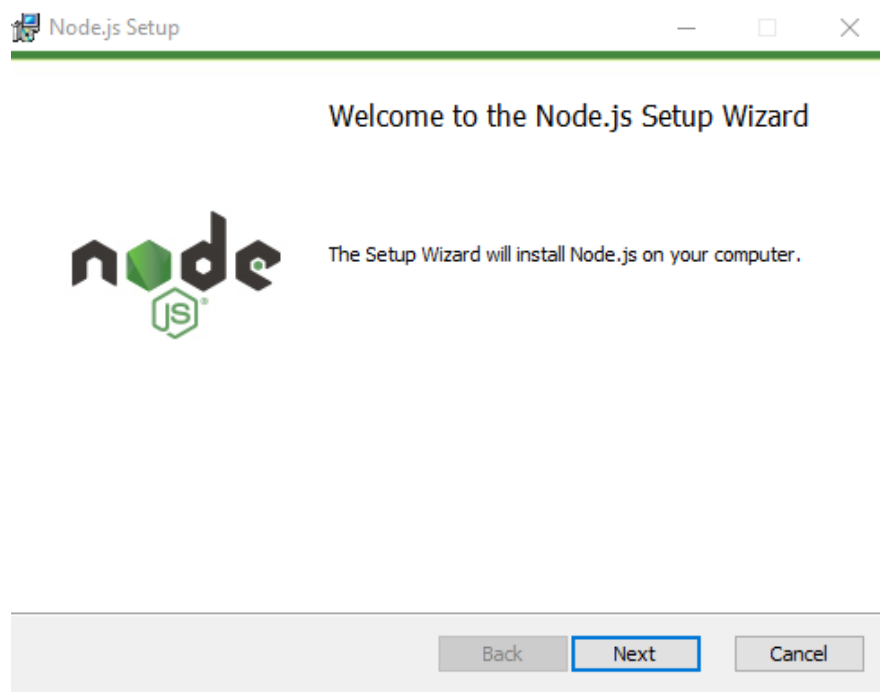 Node.js Setup
Welcome to the Node.js Setup Wizard
node
JS®
The Setup Wizard will install Node.js on your computer.
Back
Next
Cancel